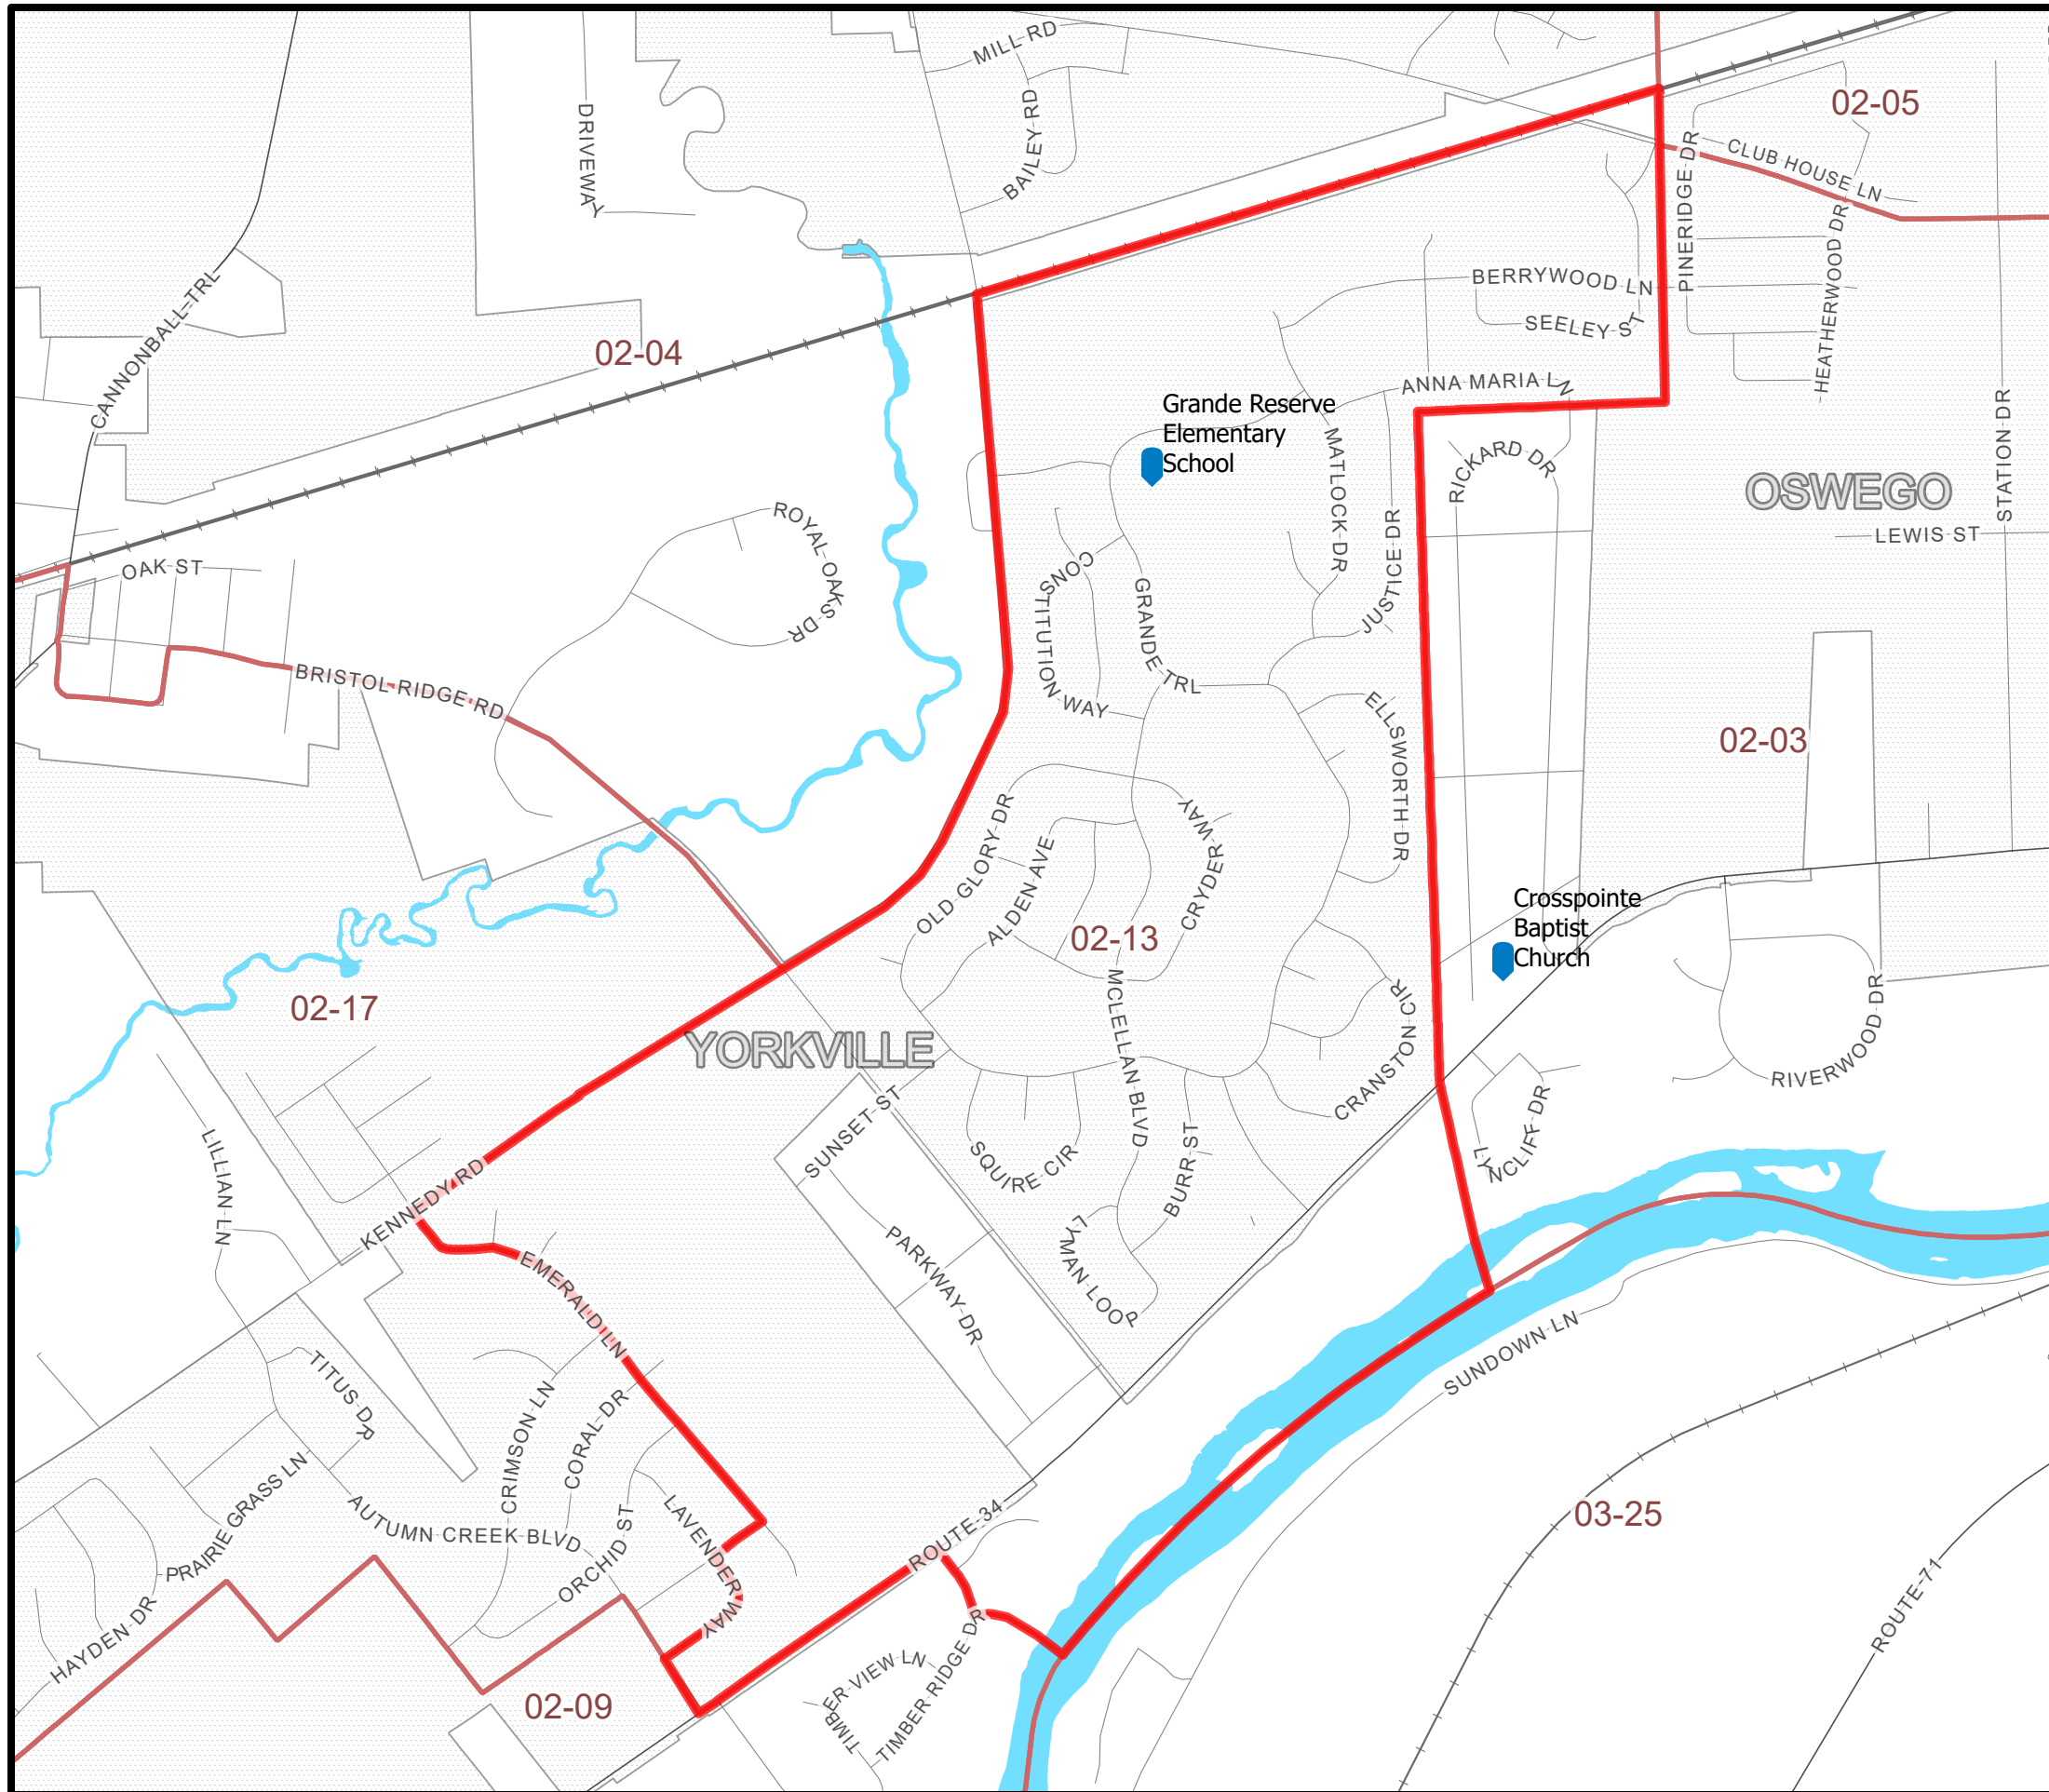 MILL RD
DRIVEWAY
BAILEY RD
02-05
PINERIDGE DR
CLUB HOUSE LN
HEATHERWOOD DR
CANNONBALL TRL
02-04
BERRYWOOD LN
SEELEY ST
ANNA MARIA LN
Grande Reserve
Elementary
School
MATLOCK DR
RICKARD DR
STATION DR
OSWEGO
LEWIS ST
ROYAL OAKS DR
OAK ST
CONSTITUTION WAY
GRANDE TRL
JUSTICE DR
BRISTOL RIDGE RD
ELLSWORTH DR
02-03
OLD GLORY DR
ALDEN AVE
CRYDER WAY
02-13
Crosspointe
Baptist
Church
02-17
MCLELLAN BLVD
CRANSTON CIR
RIVERWOOD DR
YORKVILLE
SUNSET ST
LILLIAN LN
SQUIRE CIR
BURR ST
LYNCLIFF DR
KENNEDY RD
EMERALD LN
PARKWAY DR
LYMAN LOOP
SUNDOWN LN
TITUS DR
CRIMSON LN
CORAL DR
PRAIRIE GRASS LN
AUTUMN CREEK BLVD
ORCHID ST
LAVENDER WAY
ROUTE 34
03-25
HAYDEN DR
TIMBER VIEW LN
TIMBER RIDGE DR
02-09
ROUTE 71